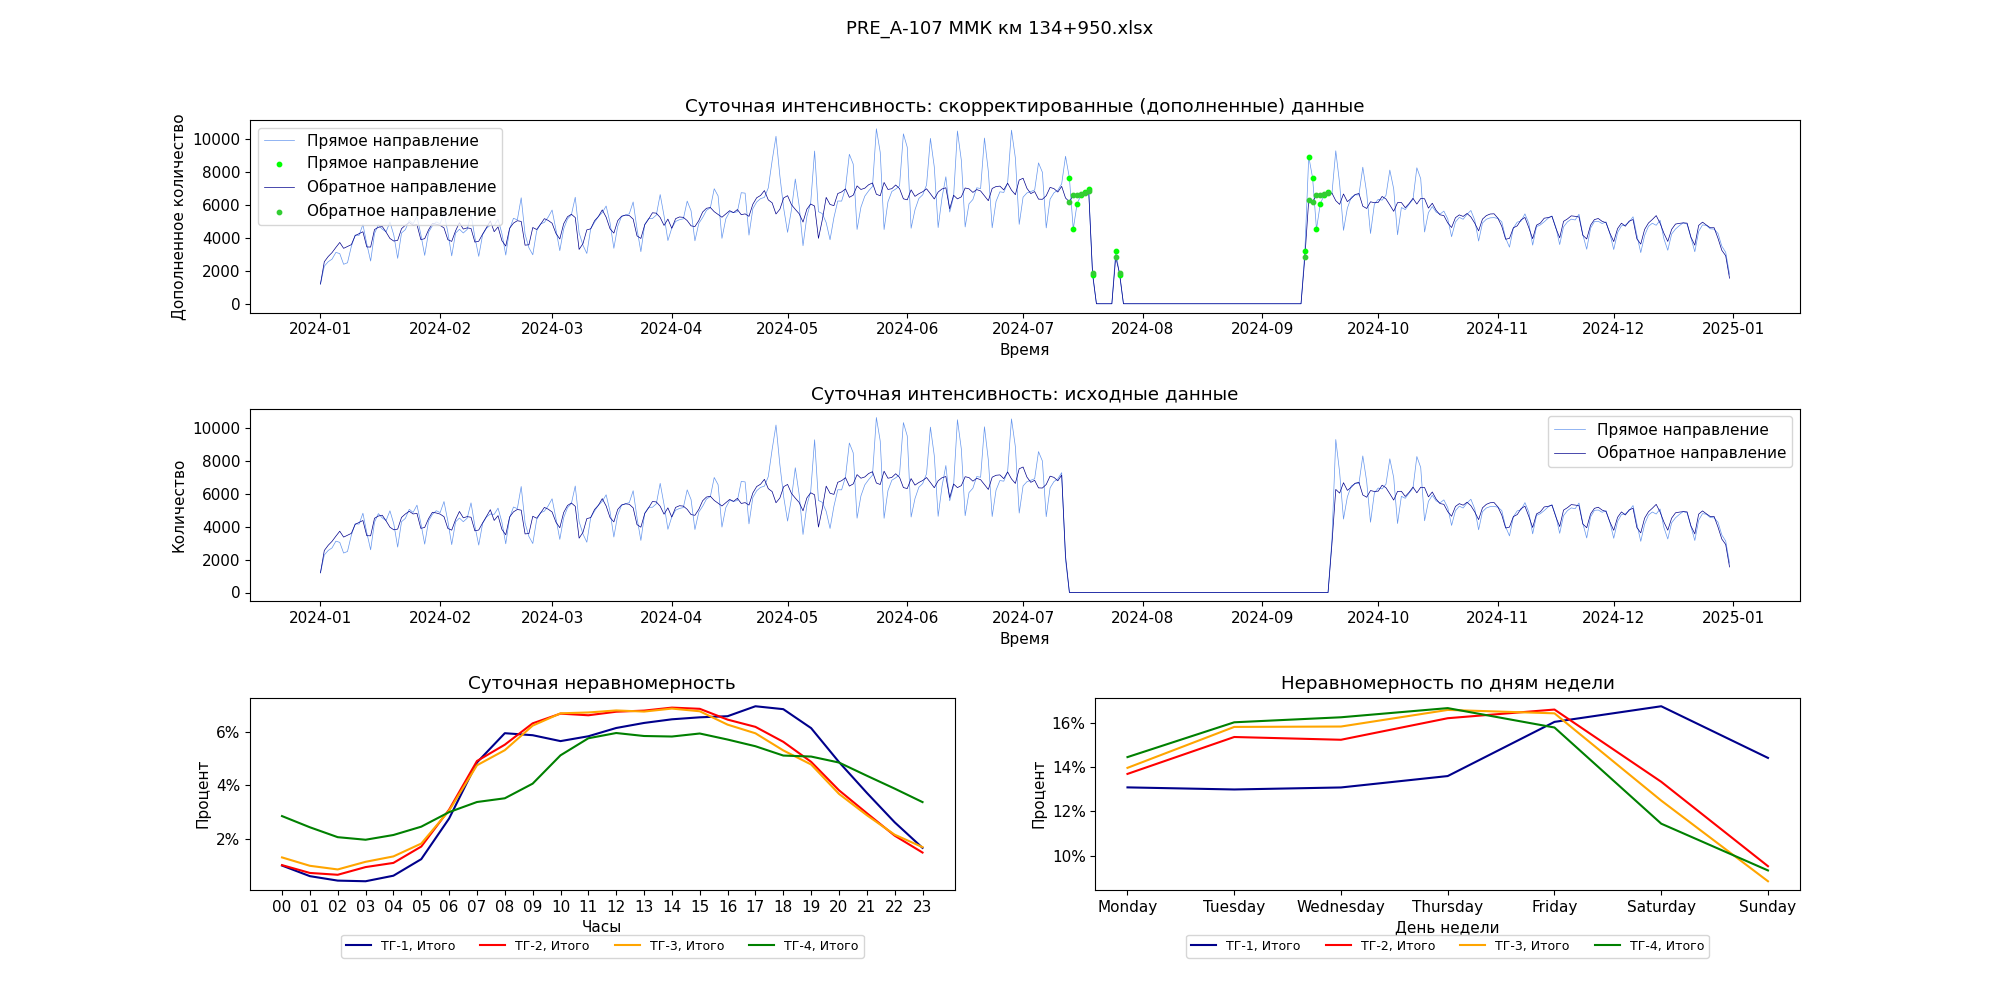 PRE_A-107 ММК км 134+950.xlsx
Суточная интенсивность: скорректированные (дополненные) данные
Дополненное количество
10000
8000
6000
4000
2000
0
Прямое направление
Прямое направление
Обратное направление
Обратное направление
2024-01 2024-02 2024-03 2024-04 2024-05 2024-06 2024-07 2024-08 2024-09 2024-10 2024-11 2024-12 2025-01
Время
Суточная интенсивность: исходные данные
Количество
10000
8000
6000
4000
2000
0
Прямое направление
Обратное направление
2024-01 2024-02 2024-03 2024-04 2024-05 2024-06 2024-07 2024-08 2024-09 2024-10 2024-11 2024-12 2025-01
Время
Суточная неравномерность
Процент
6%
4%
2%
00 01 02 03 04 05 06 07 08 09 10 11 12 13 14 15 16 17 18 19 20 21 22 23
Часы
ТГ-1, Итого ТГ-2, Итого ТГ-3, Итого ТГ-4, Итого
Неравномерность по дням недели
Процент
16%
14%
12%
10%
Monday Tuesday Wednesday Thursday Friday Saturday Sunday
День недели
ТГ-1, Итого ТГ-2, Итого ТГ-3, Итого ТГ-4, Итого